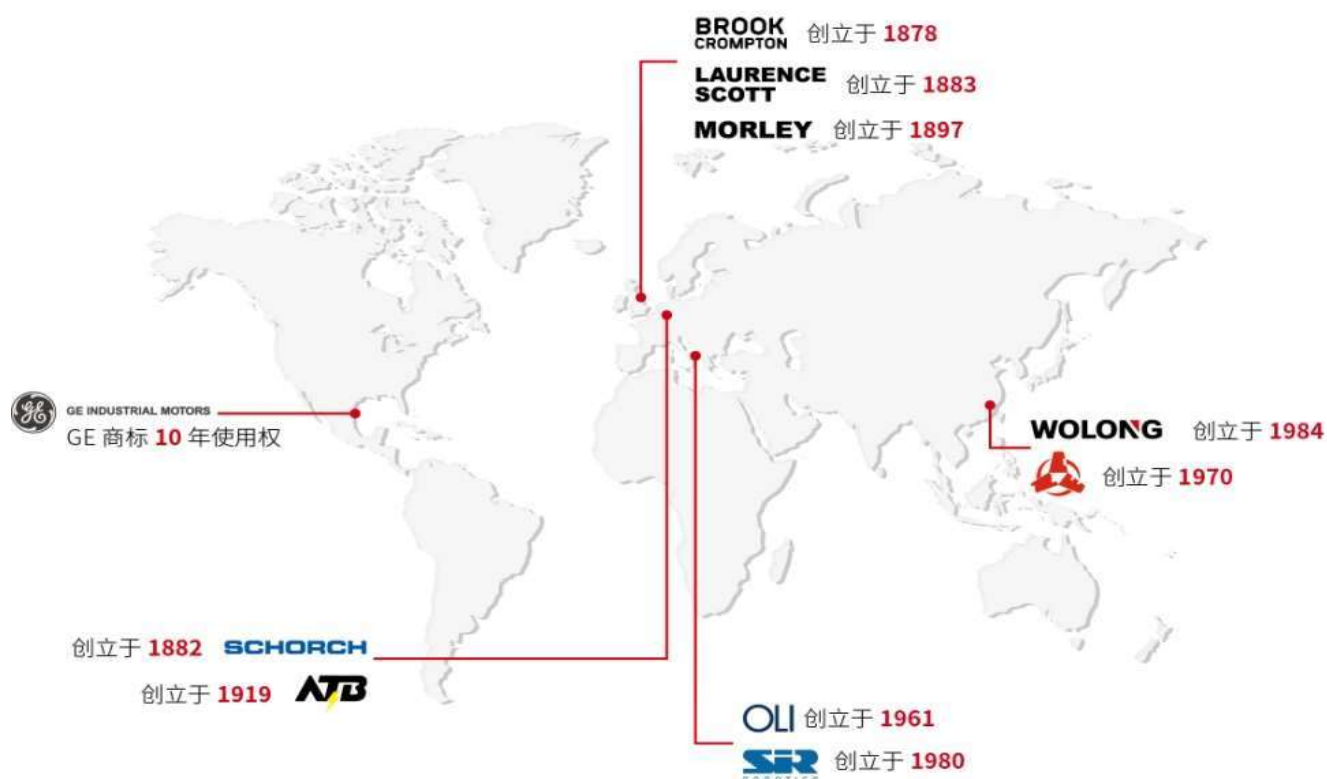 BROOK
CROMPTON 创立于 1878
LAURENCE
SCOTT 创立于 1883
MORLEY 创立于 1897
GE INDUSTRIAL MOTORS
GE 商标 10 年使用权
WOLONG 创立于 1984
创立于 1970
创立于 1882 SCHORCH
创立于 1919 ATB
OLI 创立于 1961
SIR 创立于 1980